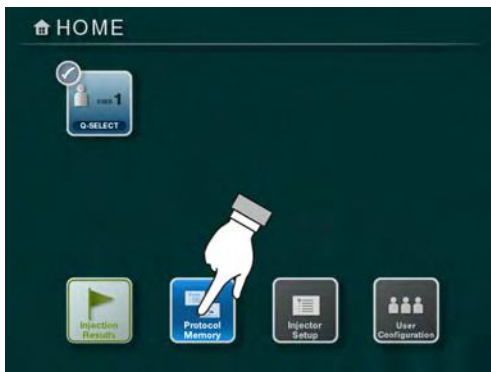 HOME
1
Q-SELECT
Injection
Results
Protocol
Memory
Injector
Setup
User
Configuration